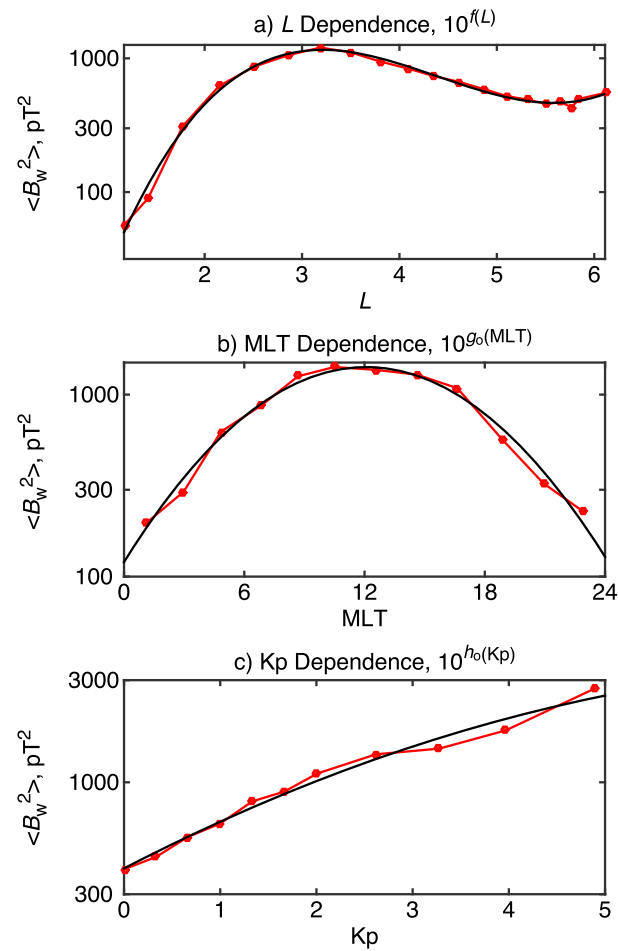 a) L Dependence, 10^f(L)
1000
300
100
<B_w^2>, pT^2
2 3 4 5 6
L
b) MLT Dependence, 10^g_o(MLT)
1000
300
100
<B_w^2>, pT^2
0 6 12 18 24
MLT
c) Kp Dependence, 10^h_o(Kp)
3000
1000
300
<B_w^2>, pT^2
0 1 2 3 4 5
Kp